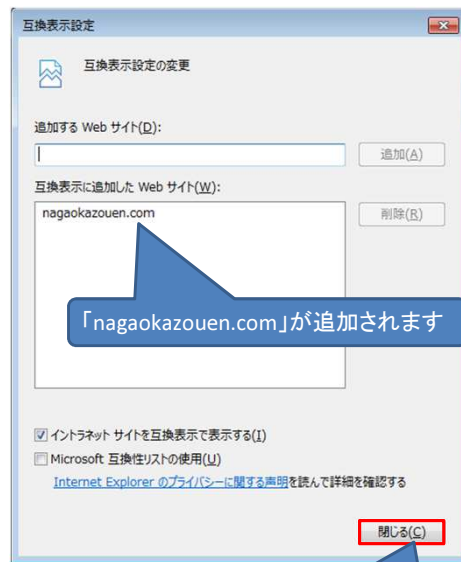 互換表示設定
互換表示設定の変更
追加する Web サイト(D):
追加(A)
互換表示に追加した Web サイト(W):
nagaokazouen.com
削除(R)
「nagaokazouen.com」が追加されます
イントラネット サイトを互換表示で表示する(I)
Microsoft 互換性リストの使用(U)
Internet Explorer のプライバシーに関する声明を読んで詳細を確認する
閉じる(C)